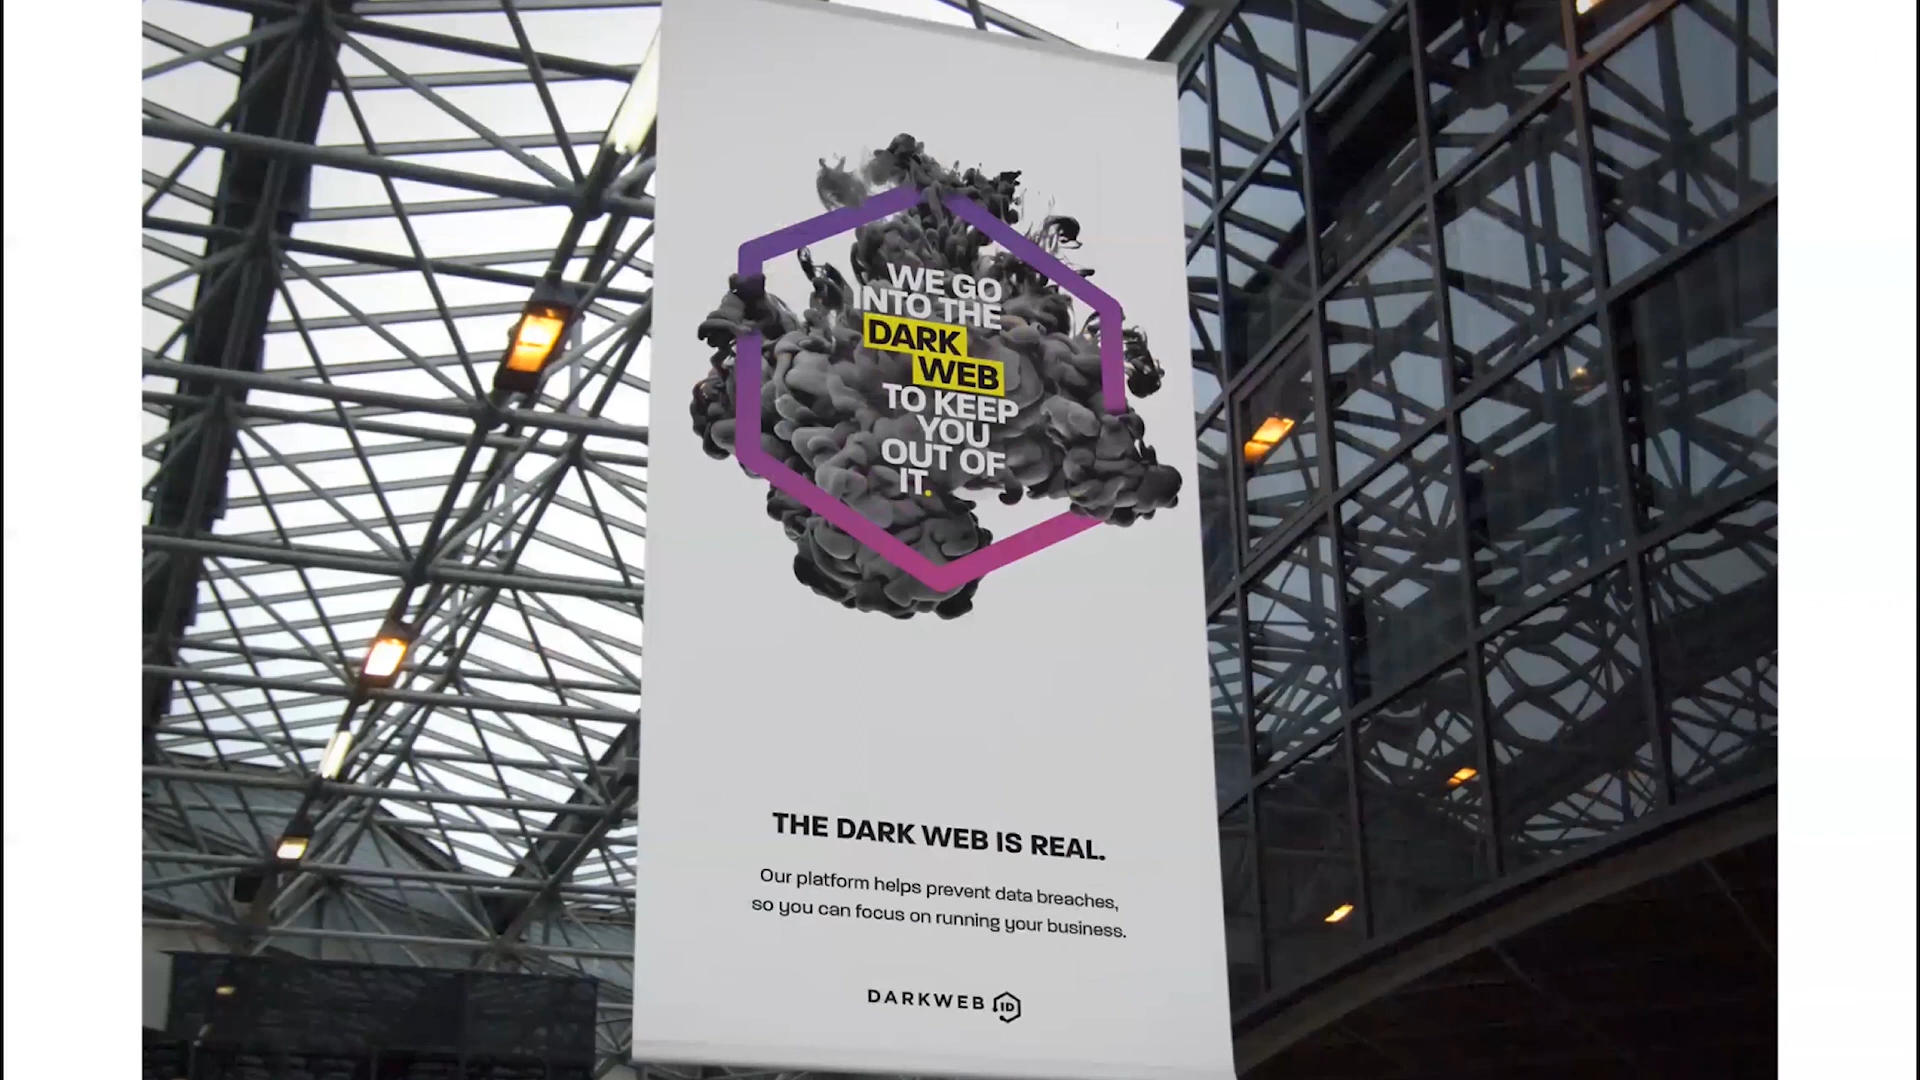 WE GO
INTO THE
DARK
WEB
TO KEEP
YOU
OUT OF
IT.
THE DARK WEB IS REAL.
Our platform helps prevent data breaches,
so you can focus on running your business.
DARKWEB ID